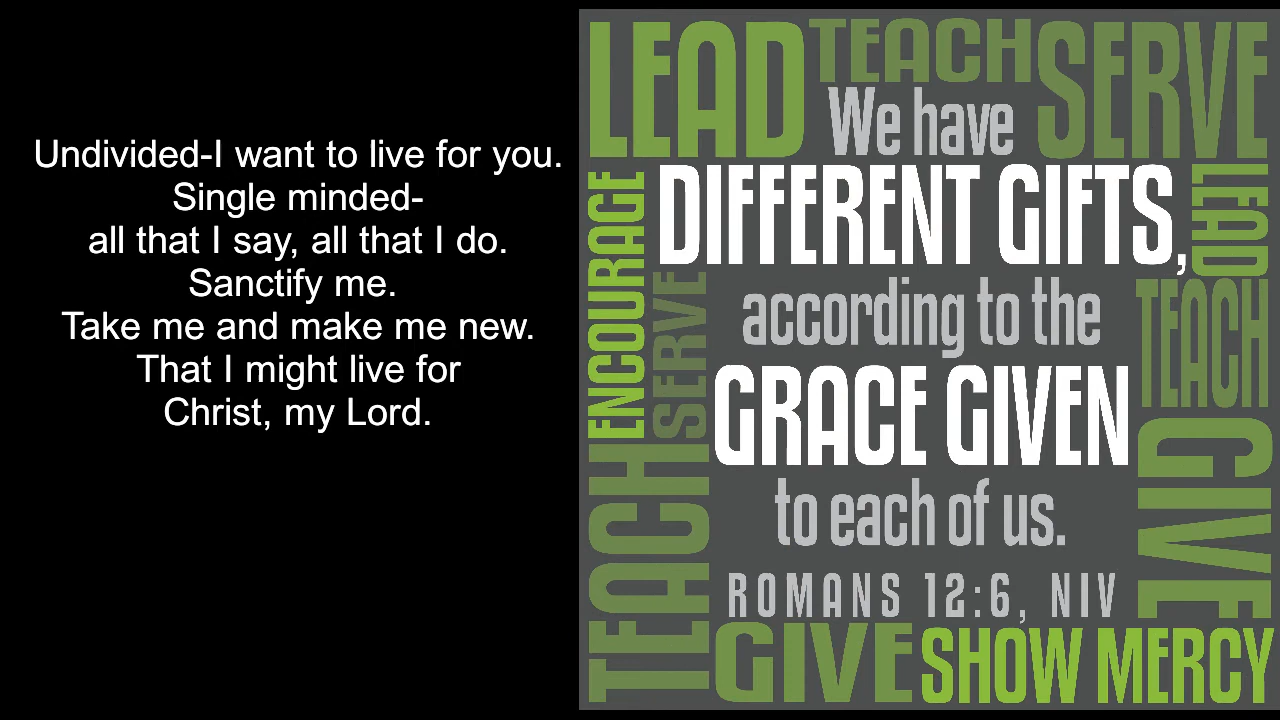 Undivided-I want to live for you.
Single minded-
all that I say, all that I do.
Sanctify me.
Take me and make me new.
That I might live for
Christ, my Lord.
LEAD
TEACH
SERVE
We have
DIFFERENT GIFTS,
according to the
GRACE GIVEN
to each of us.
ROMANS 12:6, NIV
ENCOURAGE
SERVE
TEACH
LEAD
TEACH
GIVE
GIVE
SHOW MERCY